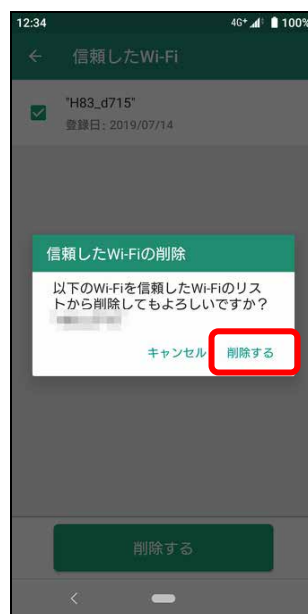 12:34
4G+
100%
信頼したWi-Fi
"H83_d715"
登録日: 2019/07/14
信頼したWi-Fiの削除
以下のWi-Fiを信頼したWi-Fiのリス
トから削除してもよろしいですか？
キャンセル
削除する
削除する